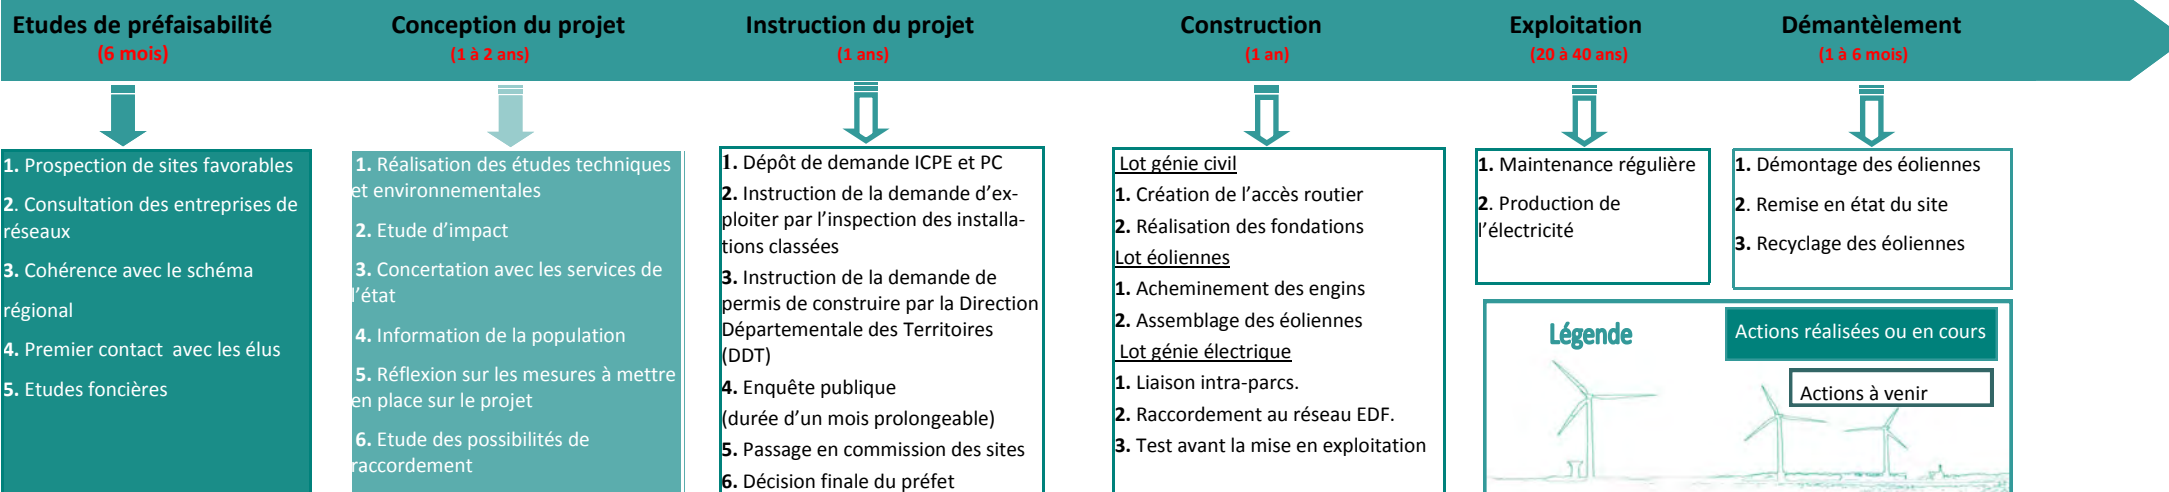 Etudes de préfaisabilité
(6 mois)
Conception du projet
(1 à 2 ans)
Instruction du projet
(1 ans)
Construction
(1 an)
Exploitation
(20 à 40 ans)
Démantèlement
(1 à 6 mois)
1. Prospection de sites favorables
2. Consultation des entreprises de
réseaux
3. Cohérence avec le schéma
régional
4. Premier contact avec les élus
5. Etudes foncières
1. Réalisation des études techniques
et environnementales
2. Etude d'impact
3. Concertation avec les services de
l'état
4. Information de la population
5. Réflexion sur les mesures à mettre
en place sur le projet
6. Etude des possibilités de
raccordement
1. Dépôt de demande ICPE et PC
2. Instruction de la demande d'ex-
ploiter par l'inspection des installa-
tions classées
3. Instruction de la demande de
permis de construire par la Direction
Départementale des Territoires
(DDT)
4. Enquête publique
(durée d'un mois prolongeable)
5. Passage en commission des sites
6. Décision finale du préfet
Lot génie civil
1. Création de l'accès routier
2. Réalisation des fondations
Lot éoliennes
1. Acheminement des engins
2. Assemblage des éoliennes
Lot génie électrique
1. Liaison intra-parcs.
2. Raccordement au réseau EDF.
3. Test avant la mise en exploitation
1. Maintenance régulière
2. Production de
l'électricité
1. Démontage des éoliennes
2. Remise en état du site
3. Recyclage des éoliennes
Légende
Actions réalisées ou en cours
Actions à venir